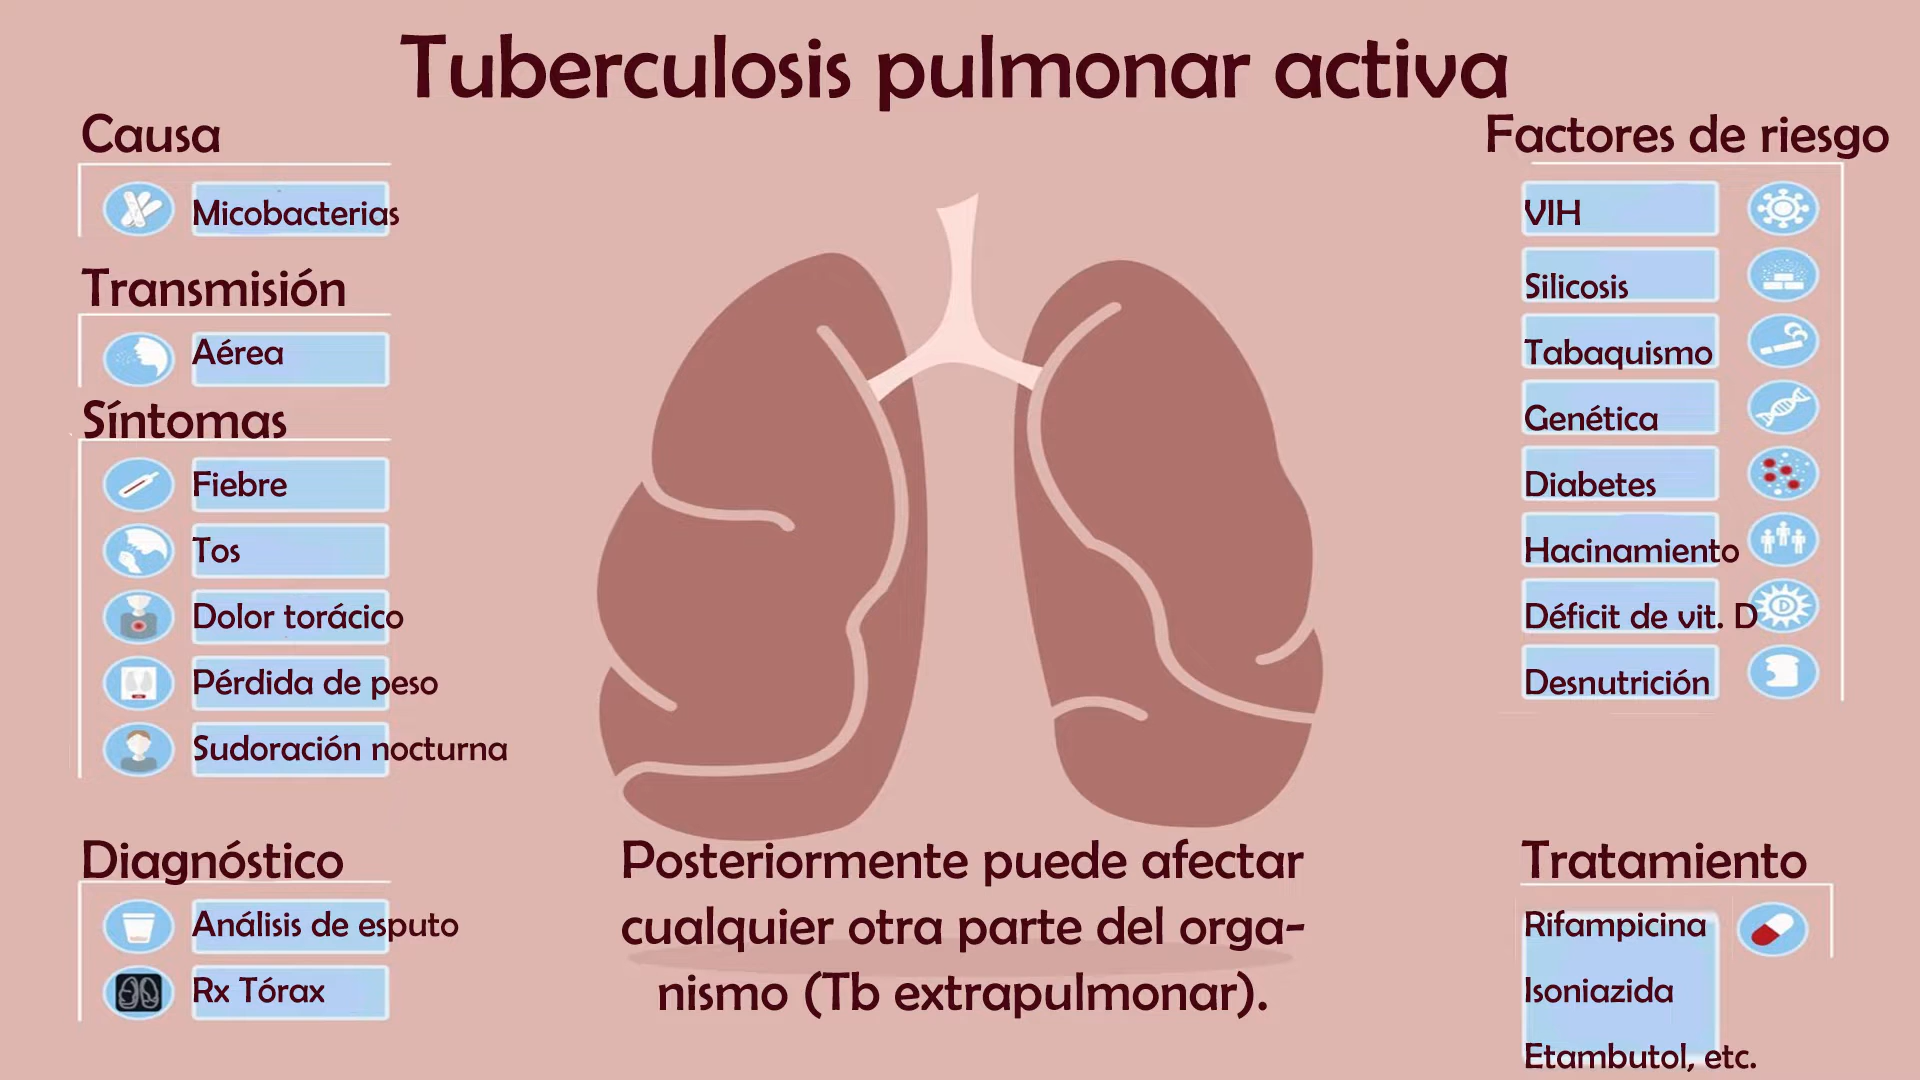 Tuberculosis pulmonar activa
Causa
Micobacterias
Transmisión
Aérea
Síntomas
Fiebre
Tos
Dolor torácico
Pérdida de peso
Sudoración nocturna
Diagnóstico
Análisis de esputo
Rx Tórax
Posteriormente puede afectar
cualquier otra parte del orga-
nismo (Tb extrapulmonar).
Factores de riesgo
VIH
Silicosis
Tabaquismo
Genética
Diabetes
Hacinamiento
Déficit de vit. D
D
Desnutrición
Tratamiento
Rifampicina
Isoniazida
Etambutol, etc.